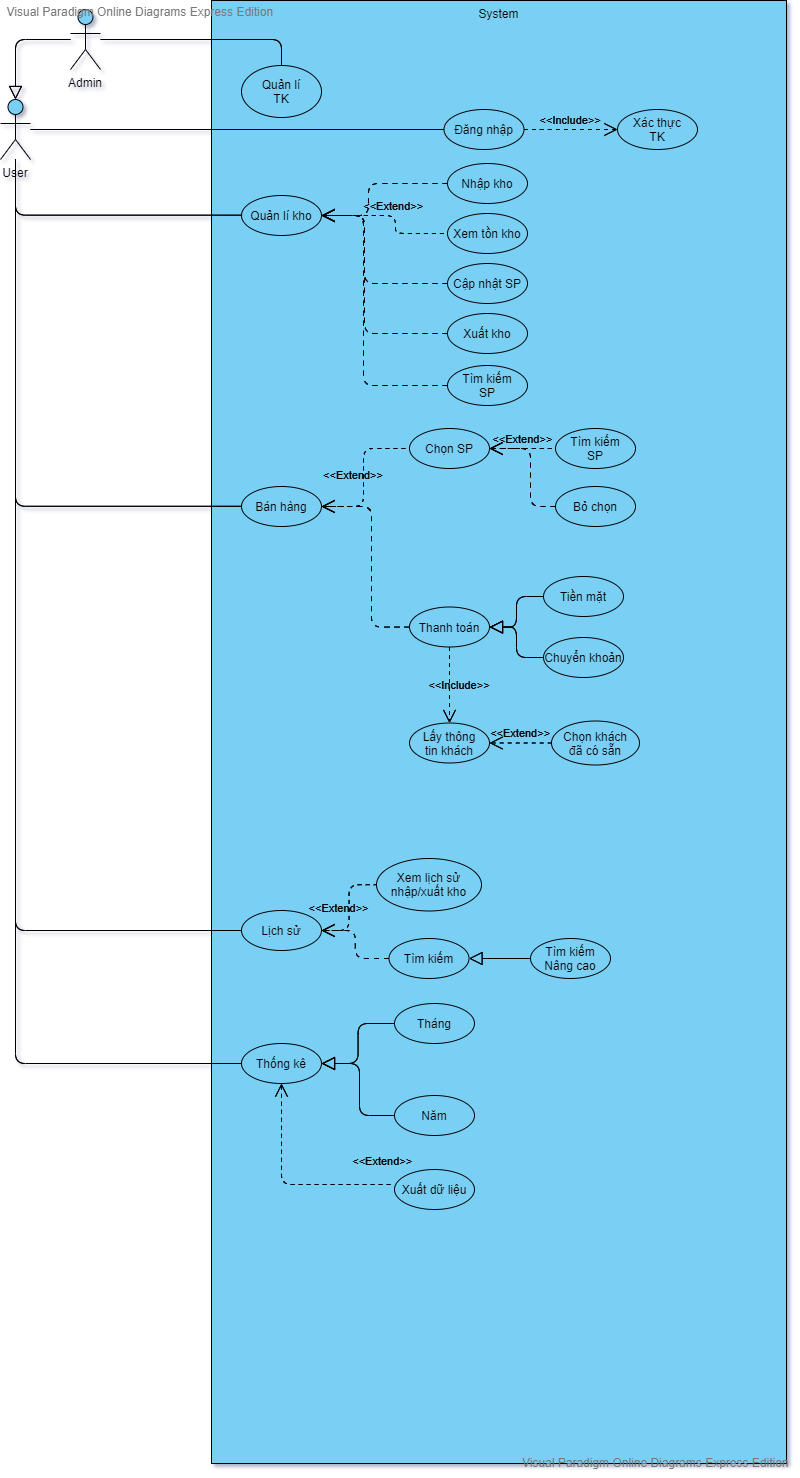 Visual Paradigm Online Diagrams Express Edition
System
Admin
Quản lí
TK
Đăng nhập
<<Include>>
Xác thực
TK
User
Nhập kho
<<Extend>>
Quản lí kho
Xem tồn kho
Cập nhật SP
Xuất kho
Tìm kiếm
SP
Chọn SP
<<Extend>>
Tìm kiếm
SP
<<Extend>>
Bán hàng
Bỏ chọn
Tiền mặt
Thanh toán
Chuyển khoản
<<Include>>
Lấy thông
tin khách
<<Extend>>
Chọn khách
đã có sẵn
Xem lịch sử
nhập/xuất kho
<<Extend>>
Lịch sử
Tìm kiếm
Tìm kiếm
Nâng cao
Tháng
Thống kê
Năm
<<Extend>>
Xuất dữ liệu
Visual Paradigm Online Diagrams Express Edition